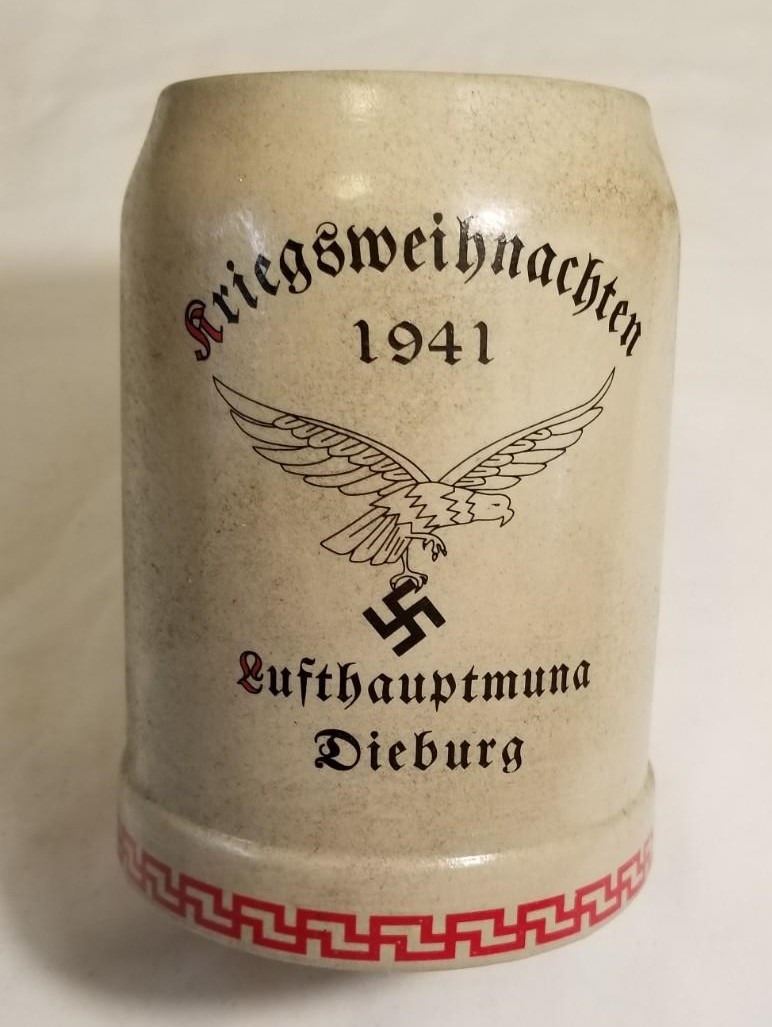 Kriegsweihnachten
1941
Lufthauptmuna
Dieburg